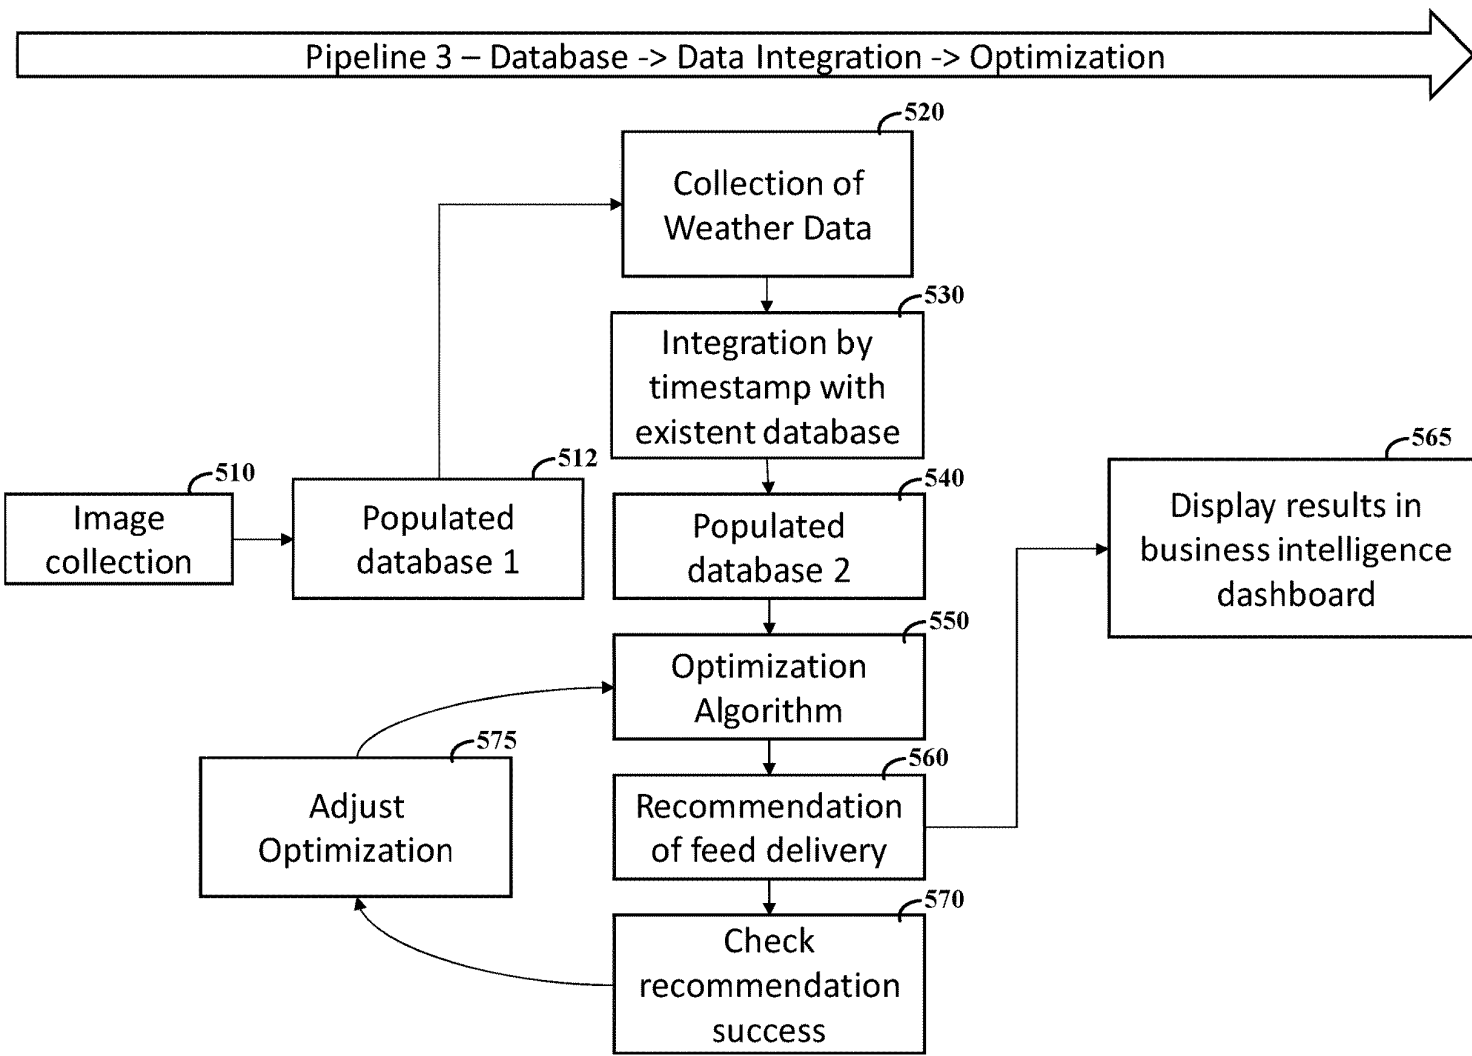 Pipeline 3 – Database -> Data Integration -> Optimization
520
Collection of
Weather Data
530
Integration by
timestamp with
existent database
510
Image
collection
512
Populated
database 1
540
Populated
database 2
565
Display results in
business intelligence
dashboard
550
Optimization
Algorithm
575
Adjust
Optimization
560
Recommendation
of feed delivery
570
Check
recommendation
success